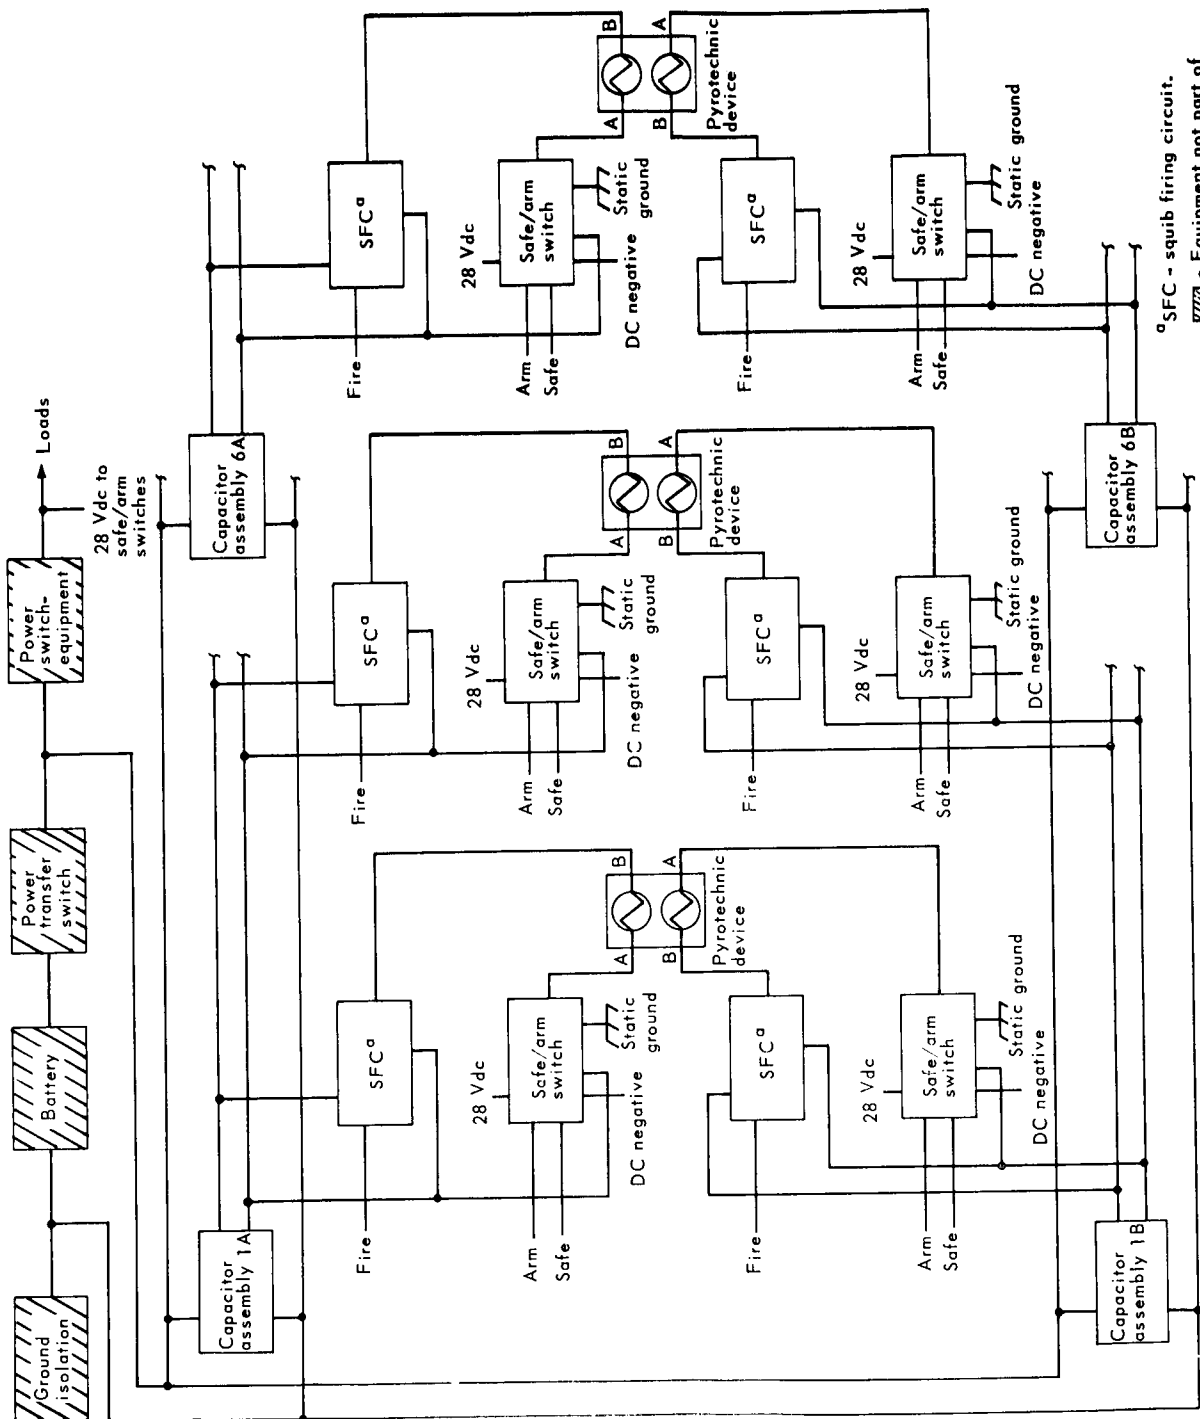 Ground
isolation
Battery
Power
transfer
switch
Power
switch-
equipment
Loads
28 Vdc to
safe/arm
switches
Capacitor
assembly 1A
Capacitor
assembly 6A
Fire
SFCa
Fire
SFCa
Fire
SFCa
28 Vdc
Arm
Safe
Safe/arm
switch
Static
ground
DC negative
28 Vdc
Arm
Safe
Safe/arm
switch
Static
ground
DC negative
28 Vdc
Arm
Safe
Safe/arm
switch
Static
ground
DC negative
A
B
B
A
Pyrotechnic
device
A
B
B
A
Pyrotechnic
device
A
B
B
A
Pyrotechnic
device
Fire
SFCa
Fire
SFCa
Fire
SFCa
28 Vdc
Arm
Safe
Safe/arm
switch
Static ground
DC negative
28 Vdc
Arm
Safe
Safe/arm
switch
Static ground
DC negative
28 Vdc
Arm
Safe
Safe/arm
switch
Static ground
DC negative
Capacitor
assembly 1B
Capacitor
assembly 6B
aSFC - squib firing circuit.
- Equipment not part of